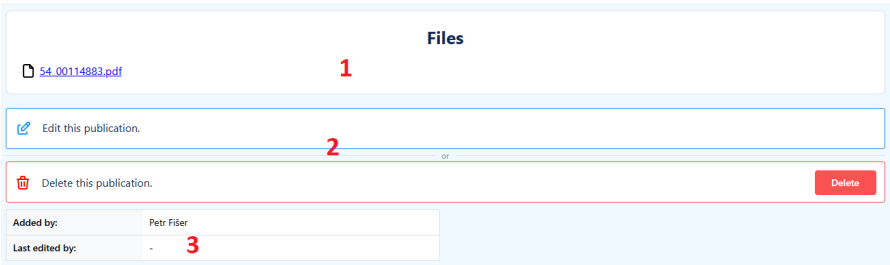 Files
54_00114883.pdf
1
Edit this publication.
2
or
Delete this publication.
Delete
Added by: Petr Fišer
Last edited by: -
3